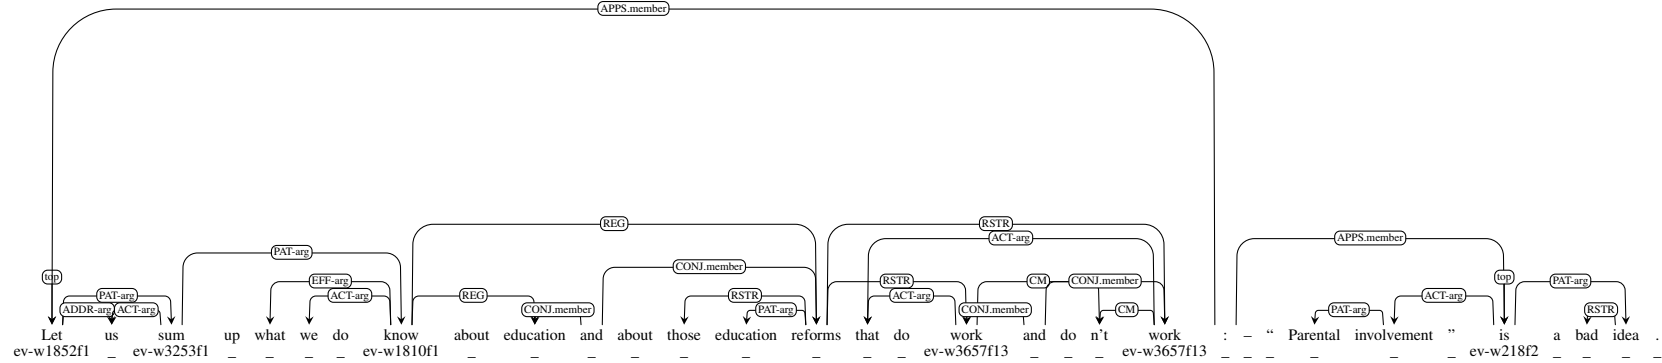 APPS.member
REG RSTR
ACT-arg APPS.member
PAT-arg
CONJ.member
top top
EFF-arg RSTR CM CONJ.member PAT-arg
PAT-arg ACT-arg REG RSTR ACT-arg ACT-arg
ADDR-arg ACT-arg CONJ.member PAT-arg CONJ.member CM PAT-arg RSTR
Let us sum up what we do know about education and about those education reforms that do work and do n't work : – “ Parental involvement ” is a bad idea .
ev-w1852f1 _ ev-w3253f1 _ _ _ _ ev-w1810f1 _ _ _ _ _ _ _ _ _ ev-w3657f13 _ _ _ ev-w3657f13 _ _ _ _ _ _ ev-w218f2 _ _ _ _